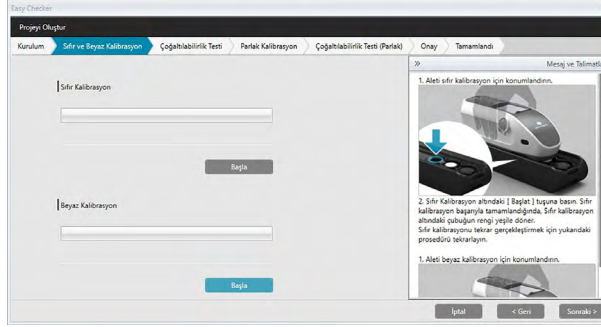 Easy Checker
Projeyi Oluştur
Kurulum Sıfır ve Beyaz Kalibrasyon Çoğaltılabilirlik Testi Parlak Kalibrasyon Çoğaltılabilirlik Testi (Parlak) Onay Tamamlandı
» Mesaj ve Talimatla
Sıfır Kalibrasyon
Başla
Beyaz Kalibrasyon
Başla
1. Aleti sıfır kalibrasyon için konumlandırın.
2. Sıfır Kalibrasyon altındaki [ Başlat ] tuşuna basın. Sıfır
kalibrasyon başarıyla tamamlandığında, Sıfır kalibrasyon
altındaki çubuğun rengi yeşile döner.
Sıfır kalibrasyonu tekrar gerçekleştirmek için yukarıdaki
prosedürü tekrarlayın.
1. Aleti beyaz kalibrasyon için konumlandırın.
İptal < Geri Sonraki >